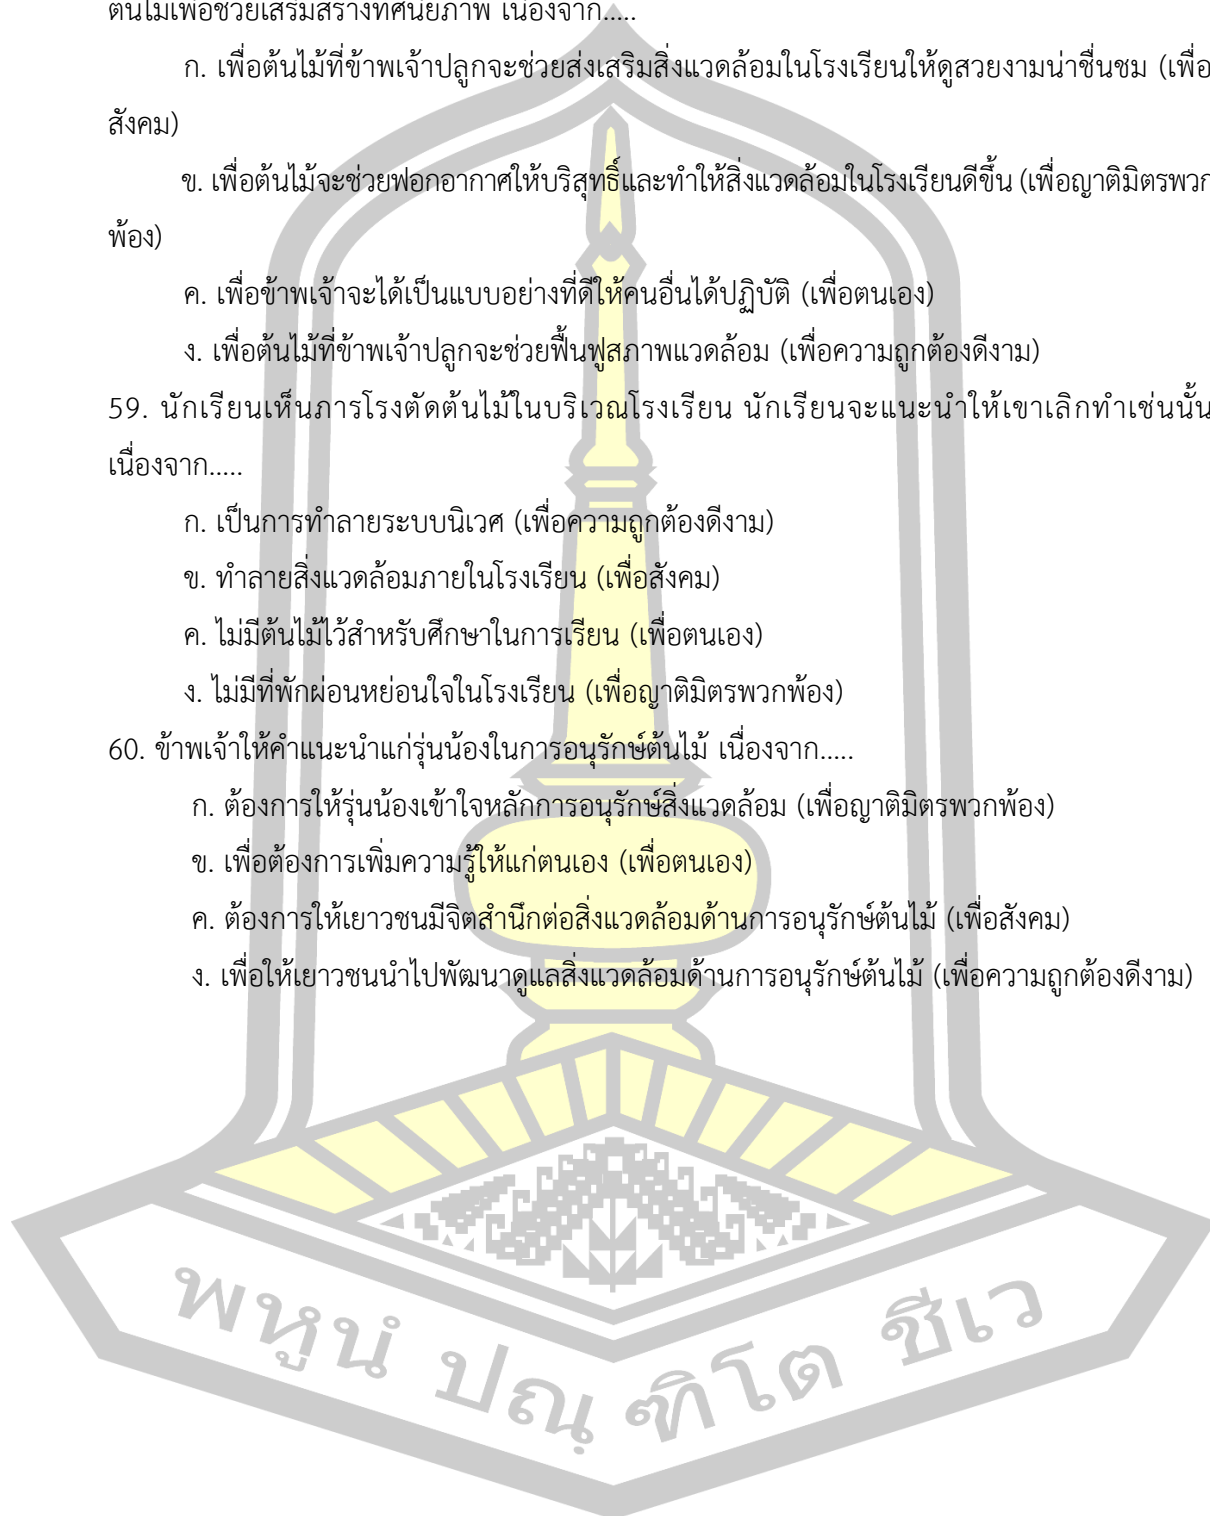 ต้นไม้เพื่อช่วยเสริมสร้างทัศนียภาพ เนื่องจาก.....
ก. เพื่อต้นไม้ที่ข้าพเจ้าปลูกจะช่วยส่งเสริมสิ่งแวดล้อมในโรงเรียนให้ดูสวยงามน่าชื่นชม (เพื่อ
สังคม)
ข. เพื่อต้นไม้จะช่วยฟอกอากาศให้บริสุทธิ์และทำให้สิ่งแวดล้อมในโรงเรียนดีขึ้น (เพื่อญาติมิตรพวก
พ้อง)
ค. เพื่อข้าพเจ้าจะได้เป็นแบบอย่างที่ดีให้คนอื่นได้ปฏิบัติ (เพื่อตนเอง)
ง. เพื่อต้นไม้ที่ข้าพเจ้าปลูกจะช่วยฟื้นฟูสภาพแวดล้อม (เพื่อความถูกต้องดีงาม)
59. นักเรียนเห็นภารโรงตัดต้นไม้ในบริเวณโรงเรียน นักเรียนจะแนะนำให้เขาเลิกทำเช่นนั้น
เนื่องจาก.....
ก. เป็นการทำลายระบบนิเวศ (เพื่อความถูกต้องดีงาม)
ข. ทำลายสิ่งแวดล้อมภายในโรงเรียน (เพื่อสังคม)
ค. ไม่มีต้นไม้ไว้สำหรับศึกษาในการเรียน (เพื่อตนเอง)
ง. ไม่มีที่พักผ่อนหย่อนใจในโรงเรียน (เพื่อญาติมิตรพวกพ้อง)
60. ข้าพเจ้าให้คำแนะนำแก่รุ่นน้องในการอนุรักษ์ต้นไม้ เนื่องจาก.....
ก. ต้องการให้รุ่นน้องเข้าใจหลักการอนุรักษ์สิ่งแวดล้อม (เพื่อญาติมิตรพวกพ้อง)
ข. เพื่อต้องการเพิ่มความรู้ให้แก่ตนเอง (เพื่อตนเอง)
ค. ต้องการให้เยาวชนมีจิตสำนึกต่อสิ่งแวดล้อมด้านการอนุรักษ์ต้นไม้ (เพื่อสังคม)
ง. เพื่อให้เยาวชนนำไปพัฒนาดูแลสิ่งแวดล้อมด้านการอนุรักษ์ต้นไม้ (เพื่อความถูกต้องดีงาม)
พหูนํ ปณฺ ฑิโต ชีเว